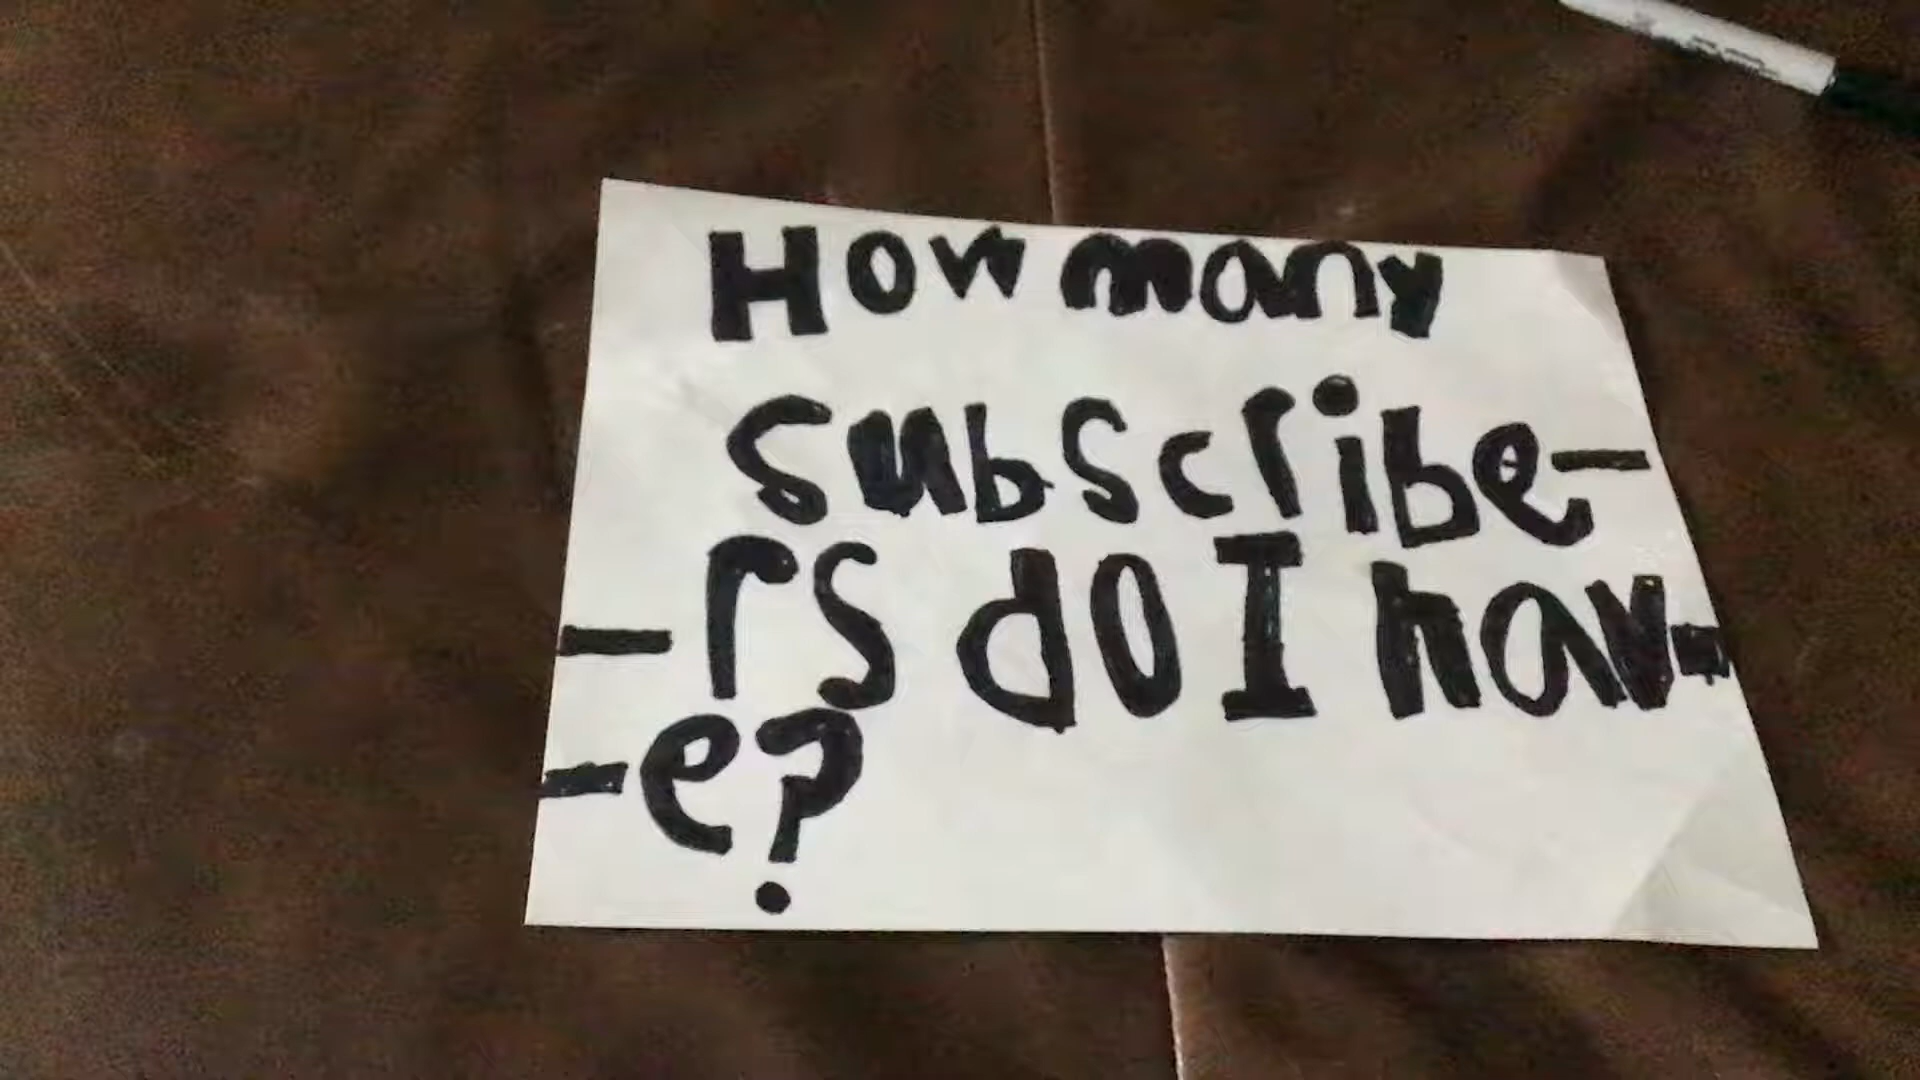 How many
subscribe-
-rs do I hav-
-e?